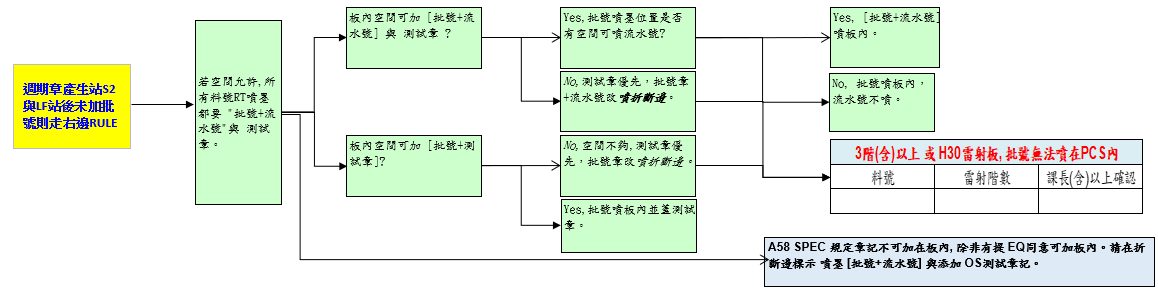 週期章產生站S2
與LF站後未加批
號則走右邊RULE
若空間允許,所
有料號RT噴墨
都要 "批號+流
水號"與 測試
章。
板內空間可加 [批號+流
水號] 與 測試章 ?
板內空間可加 [批號+測
試章]?
Yes,批號噴墨位置是否
有空間可噴流水號?
No,測試章優先，批號章
+流水號改噴折斷邊。
No,空間不夠,測試章優
先，批號章改噴折斷邊。
Yes,批號噴板內並蓋測試
章。
Yes, [批號+流水號]
噴板內。
No, 批號噴板內，
流水號不噴。
3階(含)以上 或 H30雷射板,批號無法噴在PCS內
料號 雷射階數 課長(含)以上確認
A58 SPEC 規定章記不可加在板內, 除非有提 EQ同意可加板內。請在折
斷邊標示 噴墨 [批號+流水號] 與添加 OS測試章記。